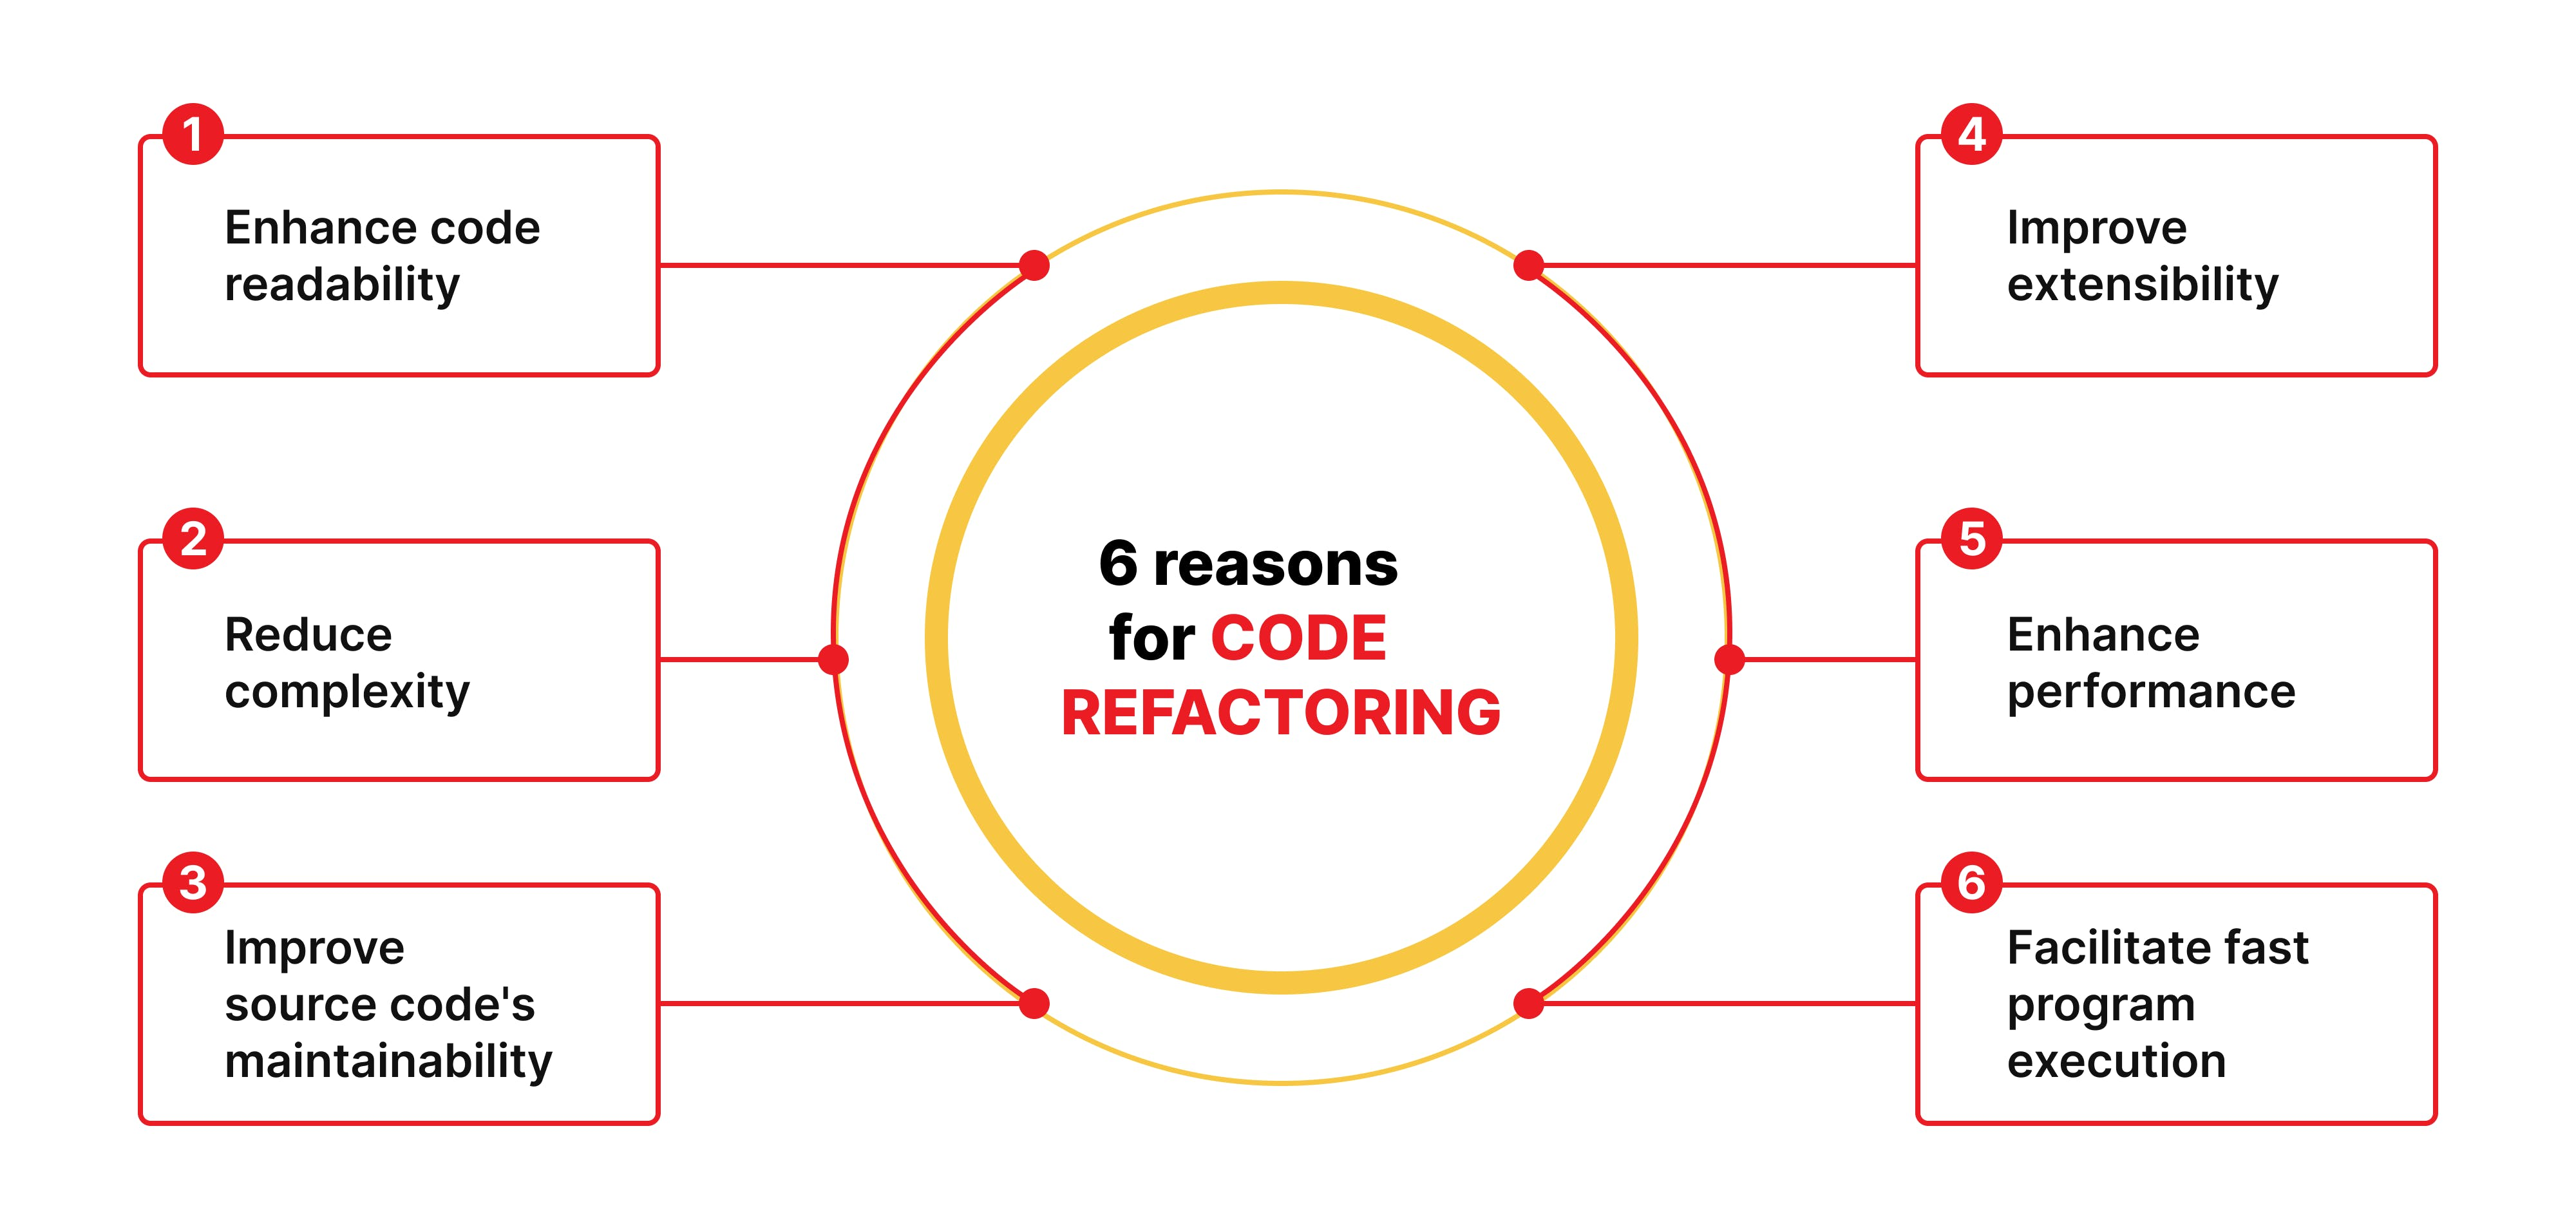 1
Enhance code
readability
2
Reduce
complexity
3
Improve
source code's
maintainability
6 reasons
for CODE
REFACTORING
4
Improve
extensibility
5
Enhance
performance
6
Facilitate fast
program
execution